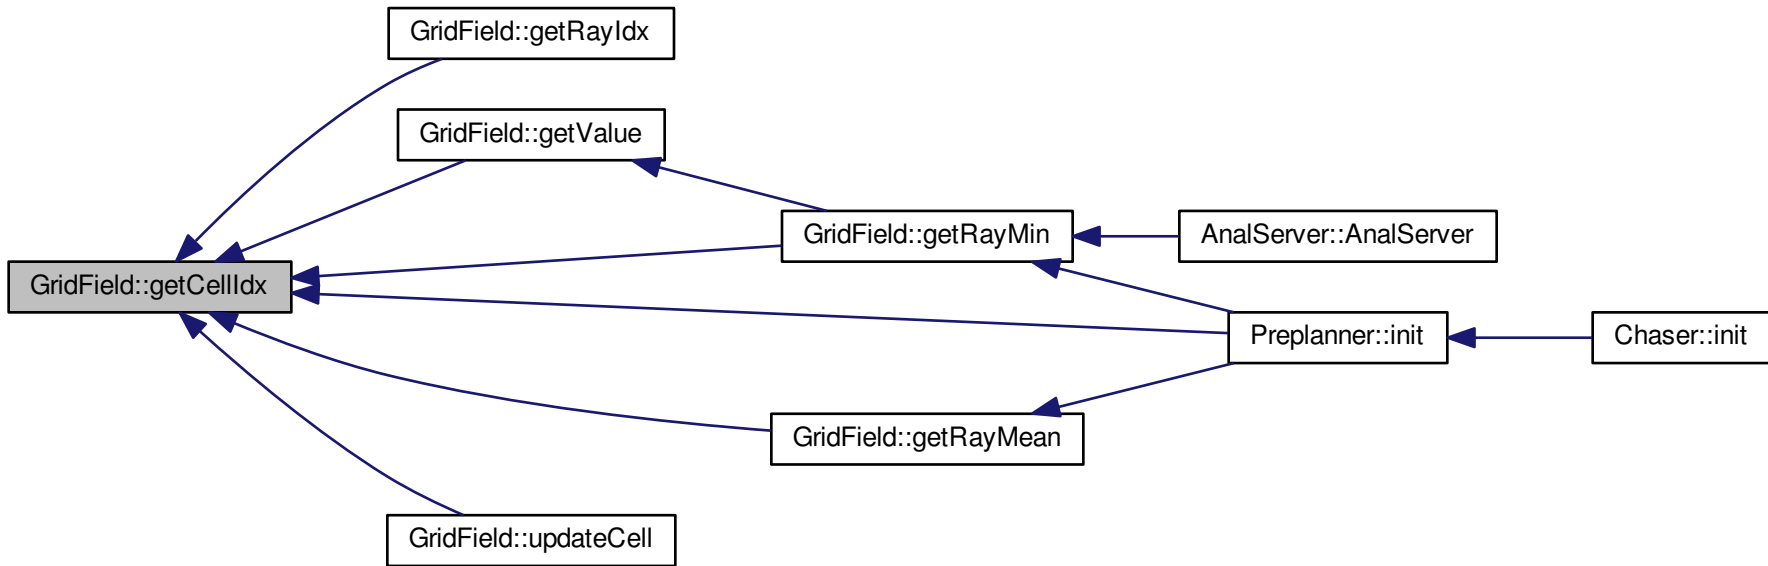 GridField::getRayIdx
GridField::getValue
GridField::getRayMin
AnalServer::AnalServer
GridField::getCellIdx
Preplanner::init
Chaser::init
GridField::getRayMean
GridField::updateCell